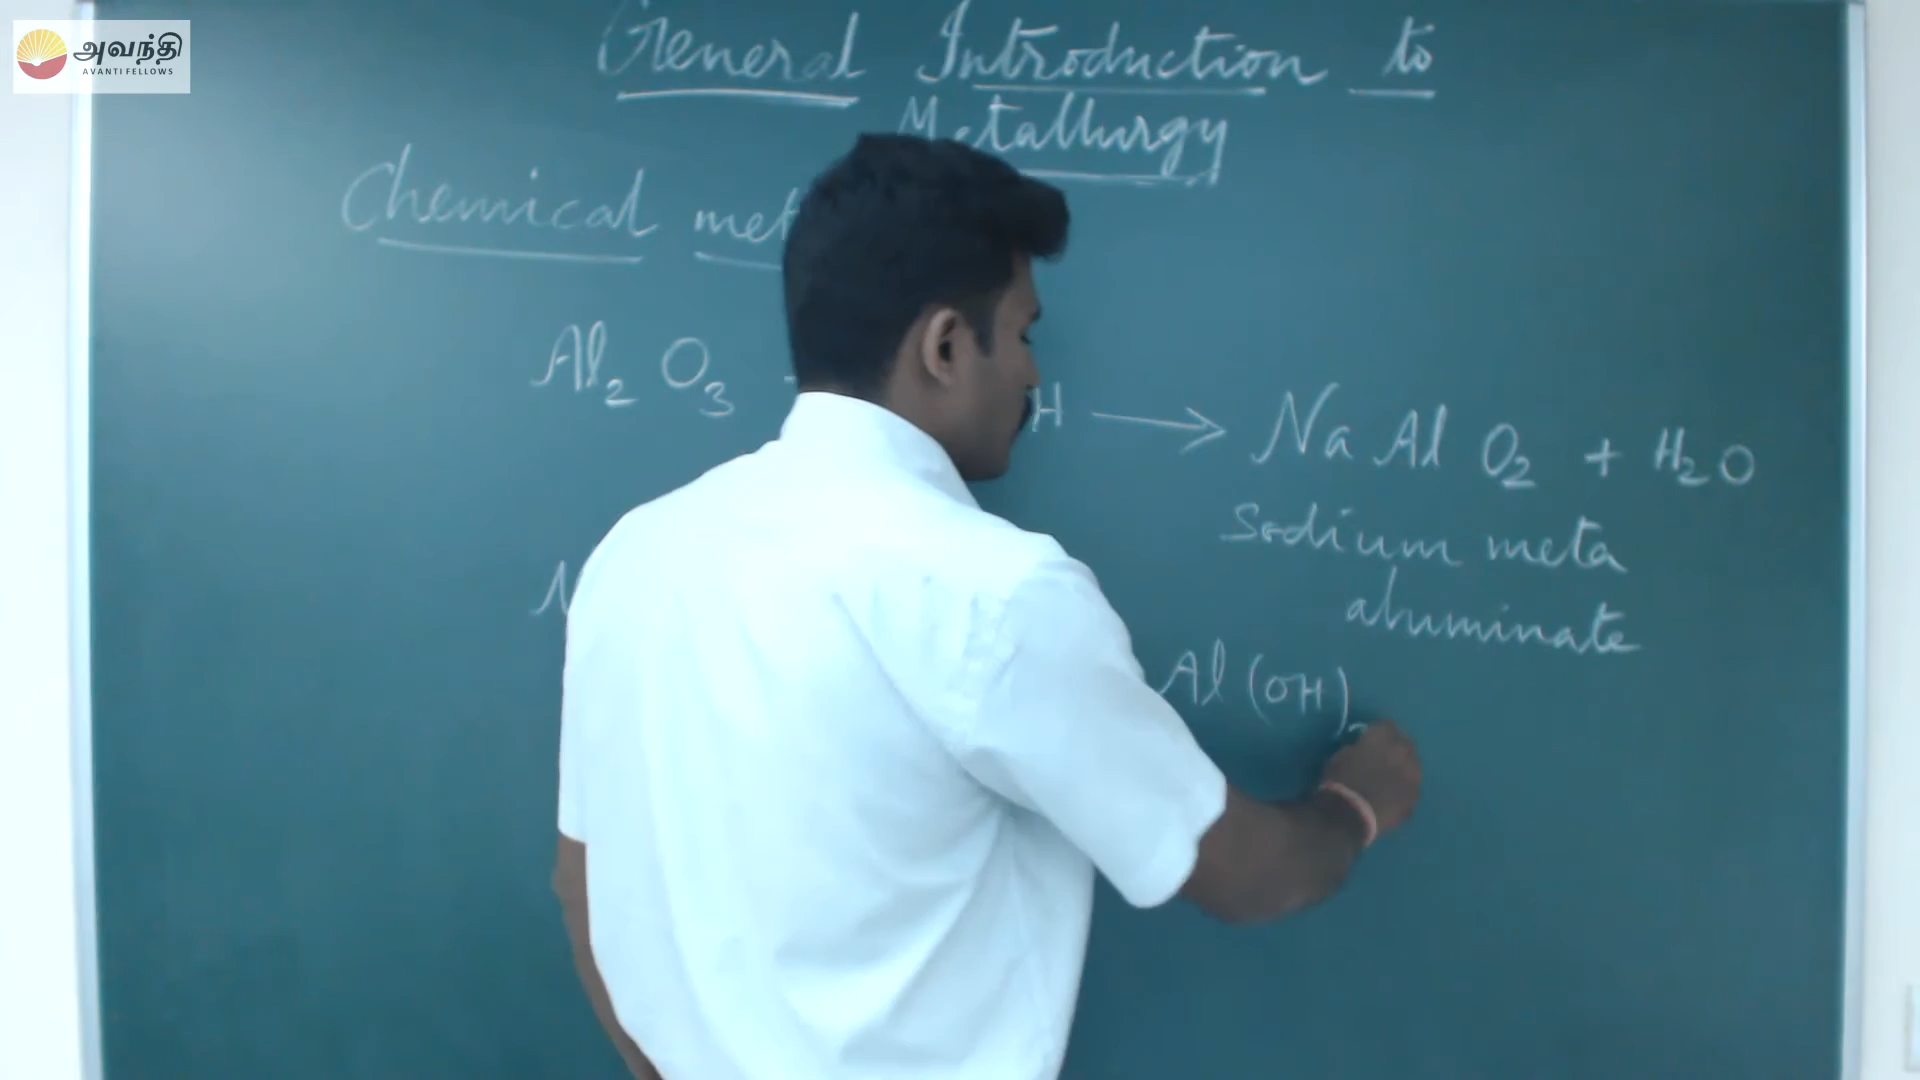 அவந்தி
AVANTI FELLOWS
General Introduction to
Metallurgy
Chemical
Al2 O3
H → Na Al O2 + H2O
Sodium meta
aluminate
Al (OH)